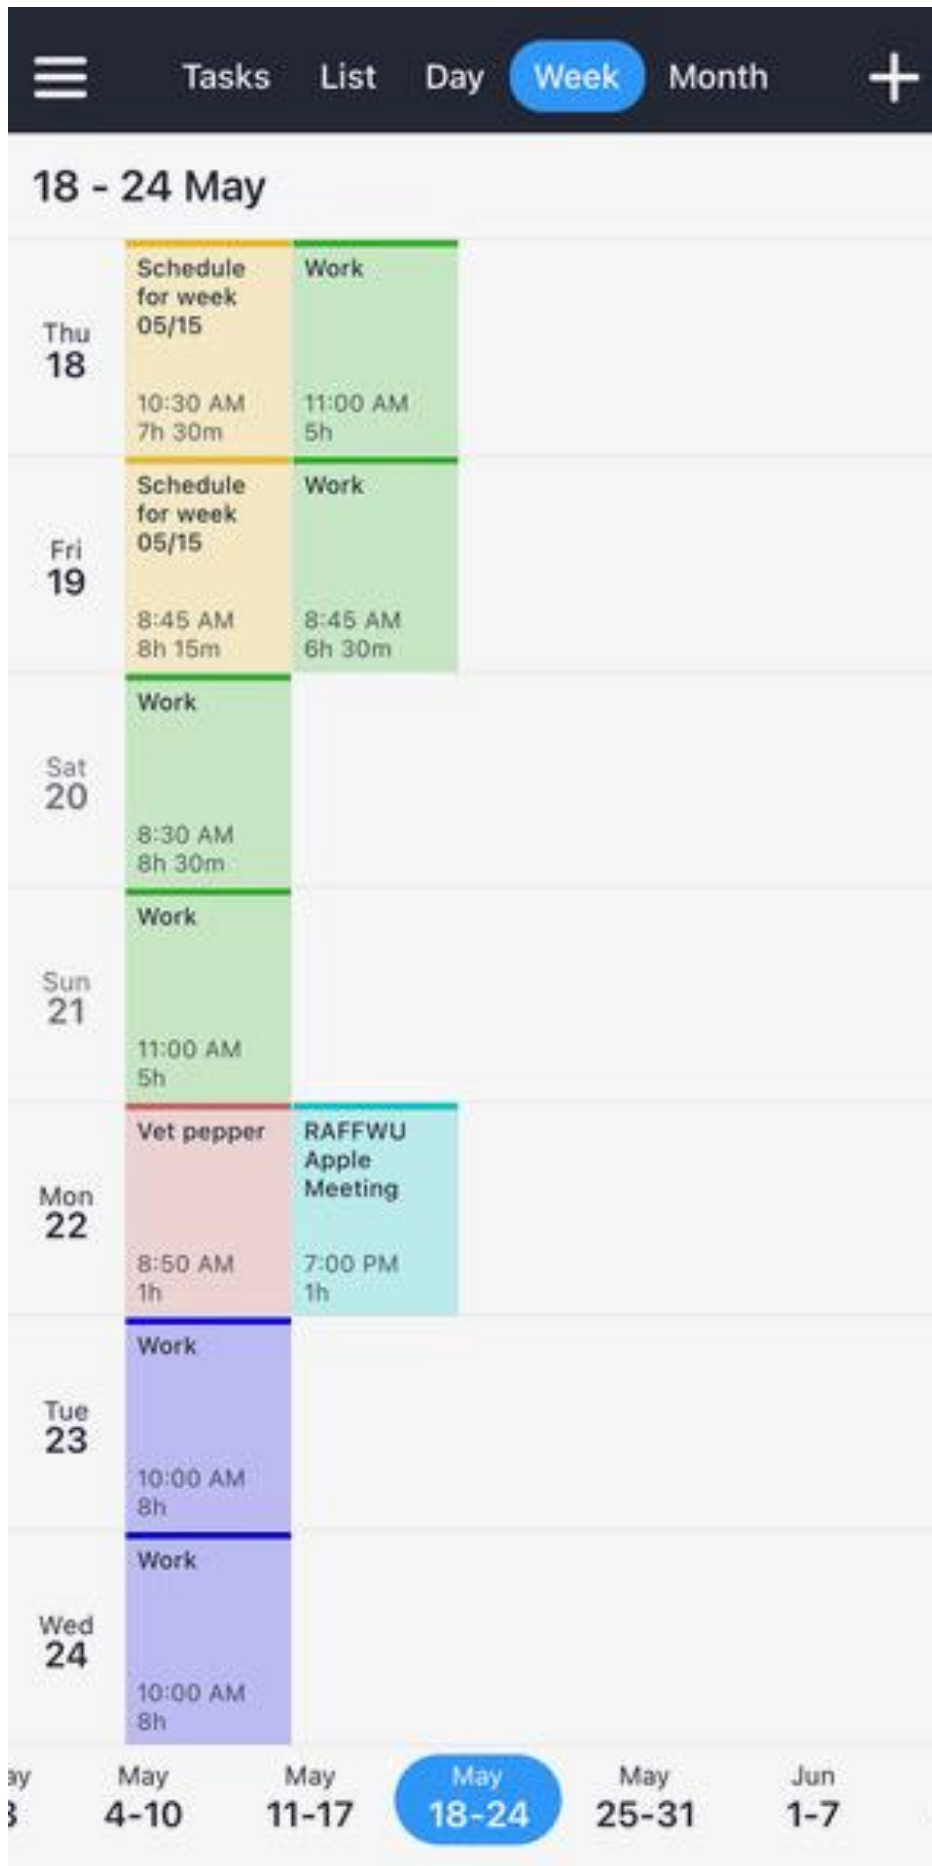 Tasks List Day Week Month
18 - 24 May
Thu
18
Schedule
for week
05/15
10:30 AM
7h 30m
Work
11:00 AM
5h
Fri
19
Schedule
for week
05/15
8:45 AM
8h 15m
Work
8:45 AM
6h 30m
Sat
20
Work
8:30 AM
8h 30m
Sun
21
Work
11:00 AM
5h
Mon
22
Vet pepper
8:50 AM
1h
RAFFWU
Apple
Meeting
7:00 PM
1h
Tue
23
Work
10:00 AM
8h
Wed
24
Work
10:00 AM
8h
May
4-10
May
11-17
May
18-24
May
25-31
Jun
1-7